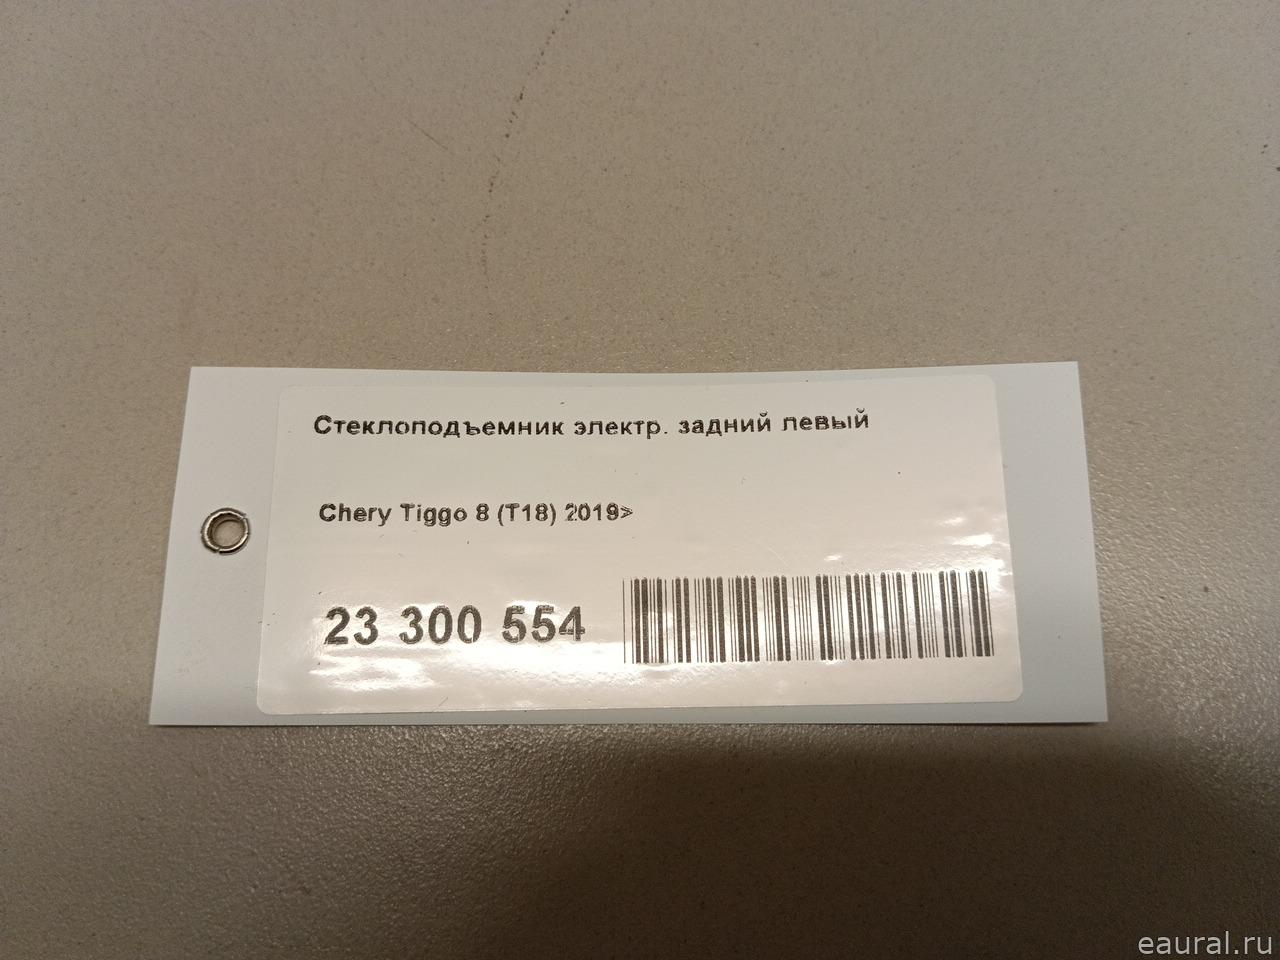 Стеклоподъемник электр. задний левый
Chery Tiggo 8 (T18) 2019>
23 300 554
eaural.ru